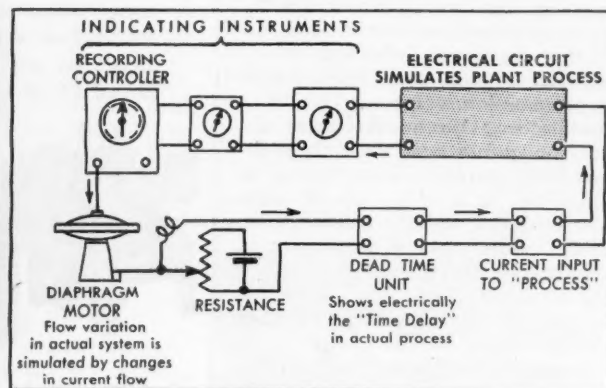 INDICATING INSTRUMENTS
RECORDING
CONTROLLER
ELECTRICAL CIRCUIT
SIMULATES PLANT PROCESS
DIAPHRAGM
MOTOR
Flow variation
in actual system is
simulated by changes
in current flow
RESISTANCE
DEAD TIME
UNIT
Shows electrically
the "Time Delay"
in actual process
CURRENT INPUT
TO "PROCESS"